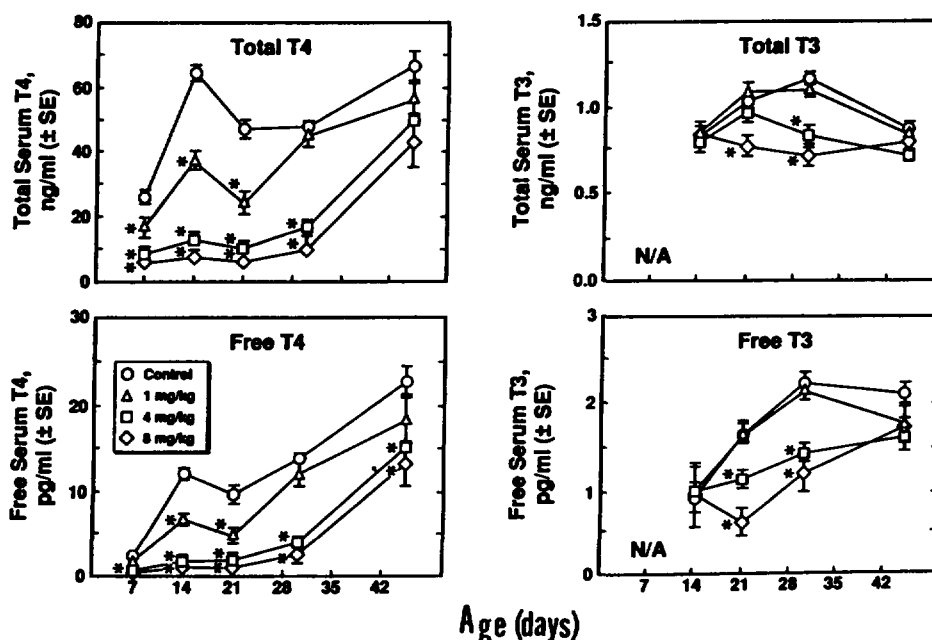 Total T4
Total Serum T4,
ng/ml (± SE)
80
60
40
20
0
* * * * * * * * * * *
Total T3
Total Serum T3,
ng/ml (± SE)
1.5
1.0
0.5
0.0
* * * *
N/A
Free T4
Free Serum T4,
pg/ml (± SE)
30
20
10
0
Control
1 mg/kg
4 mg/kg
8 mg/kg
* * * * * * * * * * *
7 14 21 28 35 42
Free T3
Free Serum T3,
pg/ml (± SE)
3
2
1
0
* * * *
N/A
7 14 21 28 35 42
Age (days)